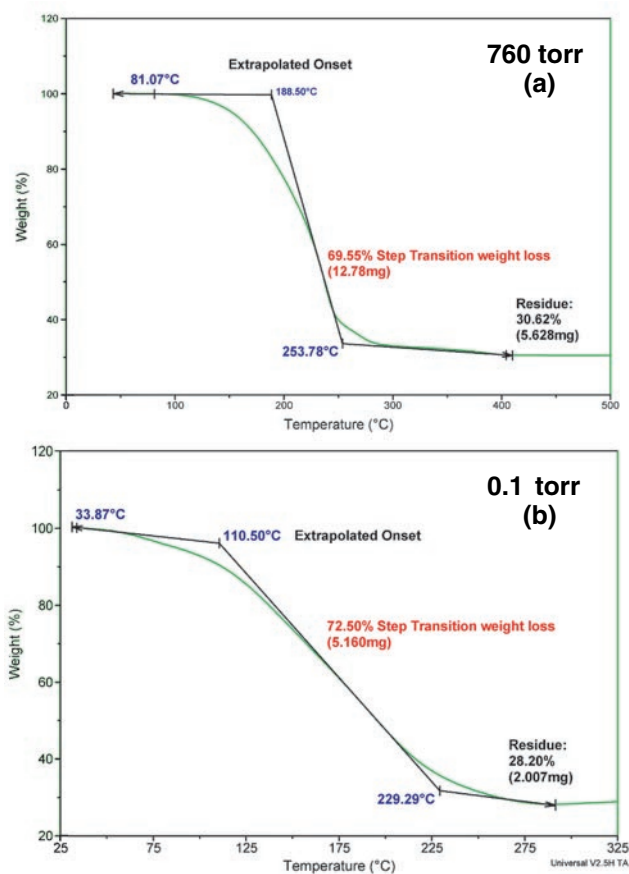 760 torr
(a)
Extrapolated Onset
81.07°C
188.50°C
69.55% Step Transition weight loss
(12.78mg)
Residue:
30.62%
(5.628mg)
253.78°C
120
100
80
60
40
20
Weight (%)
0
100
200
300
400
500
Temperature (°C)
0.1 torr
(b)
33.87°C
110.50°C
Extrapolated Onset
72.50% Step Transition weight loss
(5.160mg)
Residue:
28.20%
(2.007mg)
229.29°C
120
100
80
60
40
20
Weight (%)
25
75
125
175
225
275
325
Temperature (°C)
Universal V2.5H TA